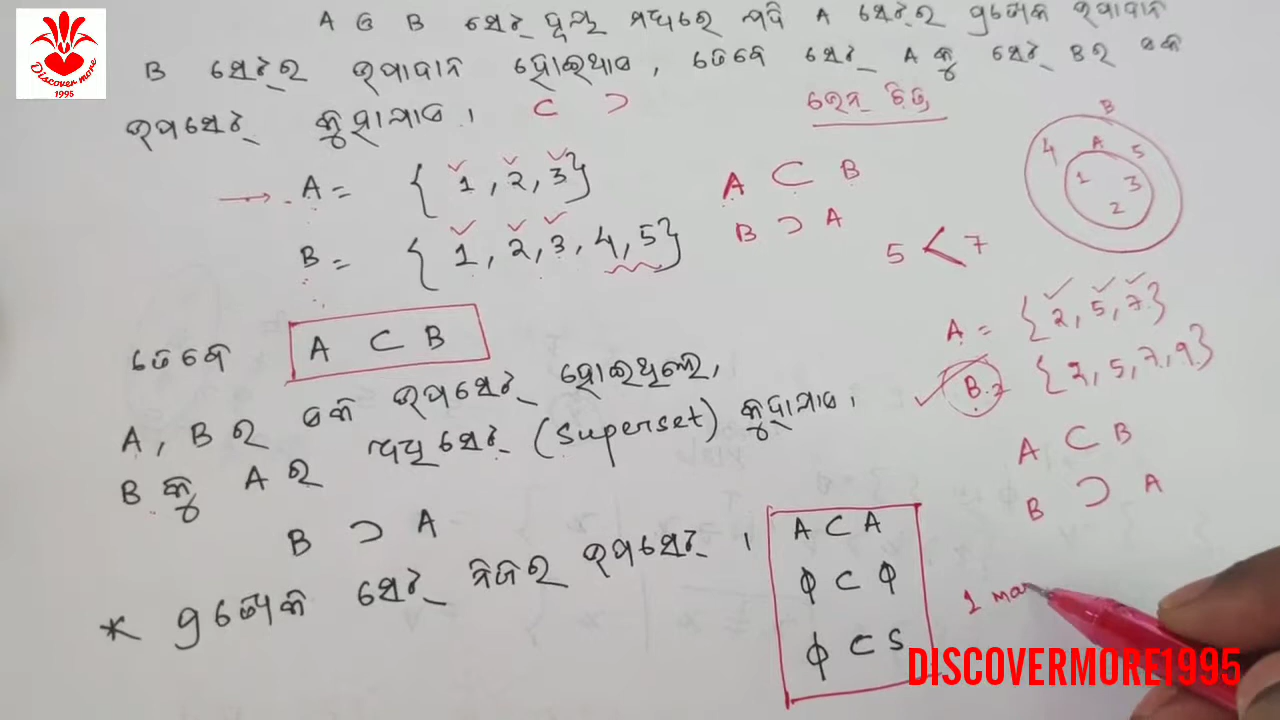 Discover more
1995
A ଓ B ସେଟ୍ ଦ୍ୱୟ ମଧ୍ୟରେ ଯଦି A ସେଟ୍‌ର ପ୍ରତ୍ୟେକ ଉପାଦାନ
B ସେଟ୍‌ର ଉପାଦାନ ହୋଇଥାଏ, ତେବେ ସେଟ୍ A କୁ ସେଟ୍ Bର ଏକ
ଉପସେଟ୍ କୁହାଯାଏ । ⊂ ⊃
ଭେନ୍ ଚିତ୍ର
A = { 1, 2, 3}
B = { 1, 2, 3, 4, 5}
A ⊂ B
B ⊃ A
5 < 7
B
4 A 5
1 3
2
ତେବେ A ⊂ B
A, B ର ଏକ ଉପସେଟ୍ ହୋଇଥିଲେ,
B କୁ A ର ଅଧିସେଟ୍ (Superset) କୁହାଯାଏ ।
B ⊃ A
A = {2, 5, 7}
B = {2, 5, 7, 9}
A ⊂ B
B ⊃ A
* ପ୍ରତ୍ୟେକ ସେଟ୍ ନିଜର ଉପସେଟ୍ ।
A ⊂ A
ϕ ⊂ ϕ
ϕ ⊂ S
1 mar
DISCOVERMORE1995